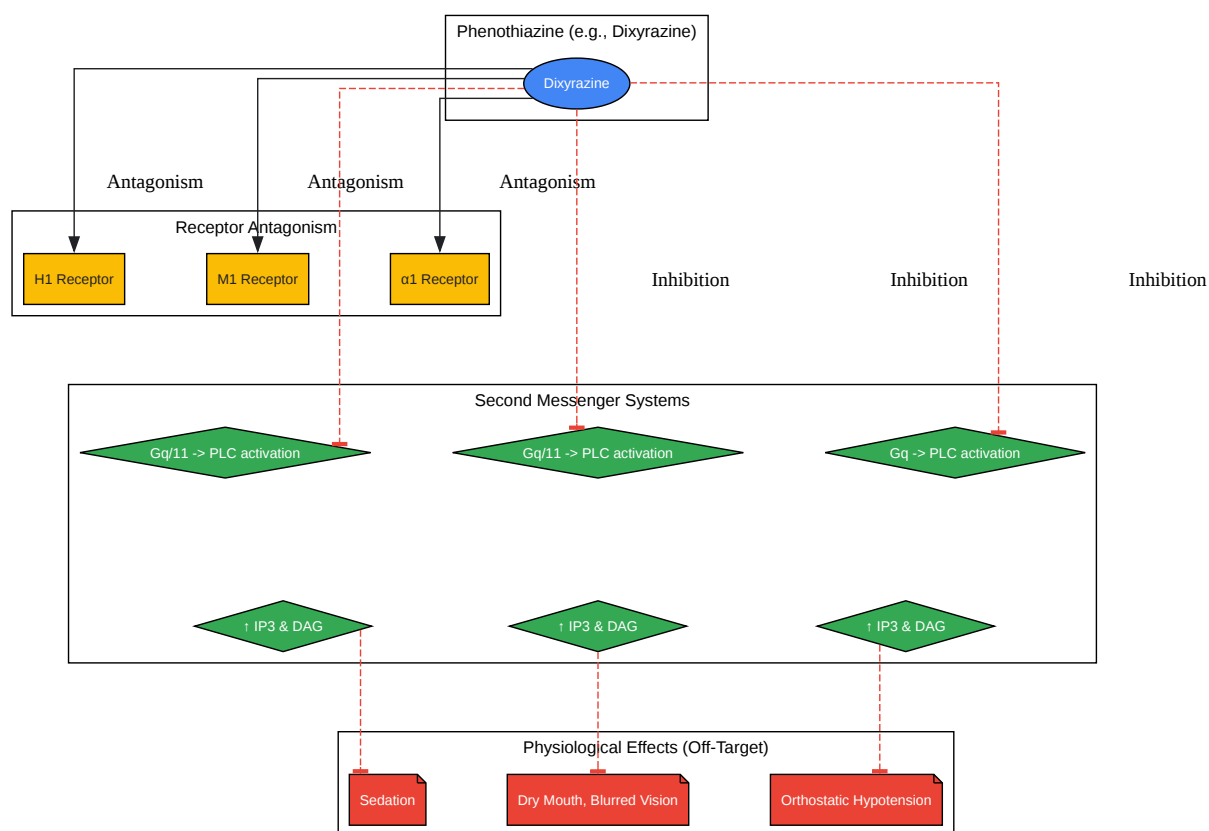 Phenothiazine (e.g., Dixyrazine)
Dixyrazine
Antagonism
Antagonism
Antagonism
Receptor Antagonism
H1 Receptor
M1 Receptor
α1 Receptor
Inhibition
Inhibition
Inhibition
Second Messenger Systems
Gq/11 -> PLC activation
Gq/11 -> PLC activation
Gq -> PLC activation
↑ IP3 & DAG
↑ IP3 & DAG
↑ IP3 & DAG
Physiological Effects (Off-Target)
Sedation
Dry Mouth, Blurred Vision
Orthostatic Hypotension